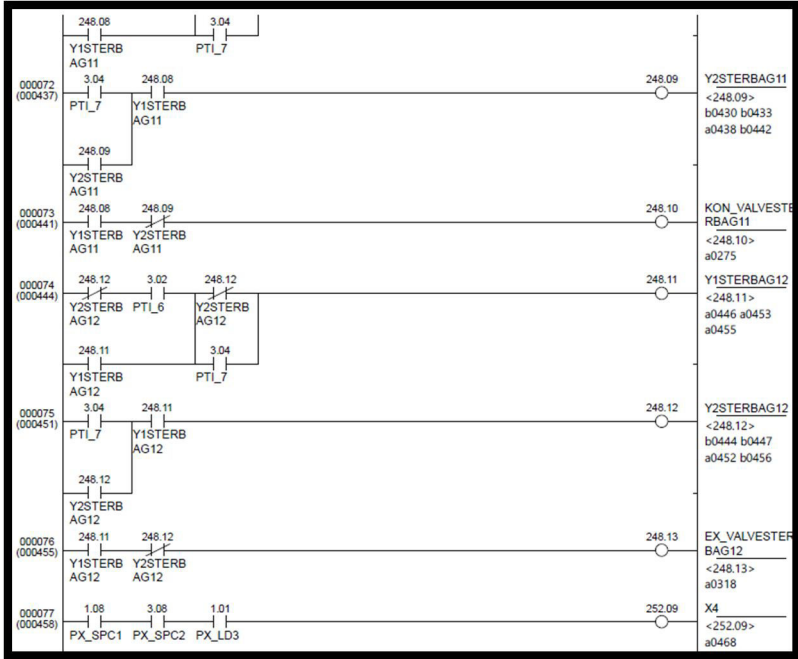 248.08 3.04
Y1STERB PTI_7
AG11
000072 3.04 248.08 248.09 Y2STERBAG11
(000437) PTI_7 Y1STERB <248.09>
AG11 b0430 b0433
a0438 b0442
248.09
Y2STERB
AG11
000073 248.08 248.09 248.10 KON_VALVESTE
(000441) Y1STERB Y2STERB RBAG11
AG11 AG11 <248.10>
a0275
000074 248.12 3.02 248.12 248.11 Y1STERBAG12
(000444) Y2STERB PTI_6 Y2STERB <248.11>
AG12 AG12 a0446 a0453
a0455
248.11 3.04
Y1STERB PTI_7
AG12
000075 3.04 248.11 248.12 Y2STERBAG12
(000451) PTI_7 Y1STERB <248.12>
AG12 b0444 b0447
a0452 b0456
248.12
Y2STERB
AG12
000076 248.11 248.12 248.13 EX_VALVESTER
(000455) Y1STERB Y2STERB BAG12
AG12 AG12 <248.13>
a0318
000077 1.08 3.08 1.01 252.09 X4
(000458) PX_SPC1 PX_SPC2 PX_LD3 <252.09>
a0468